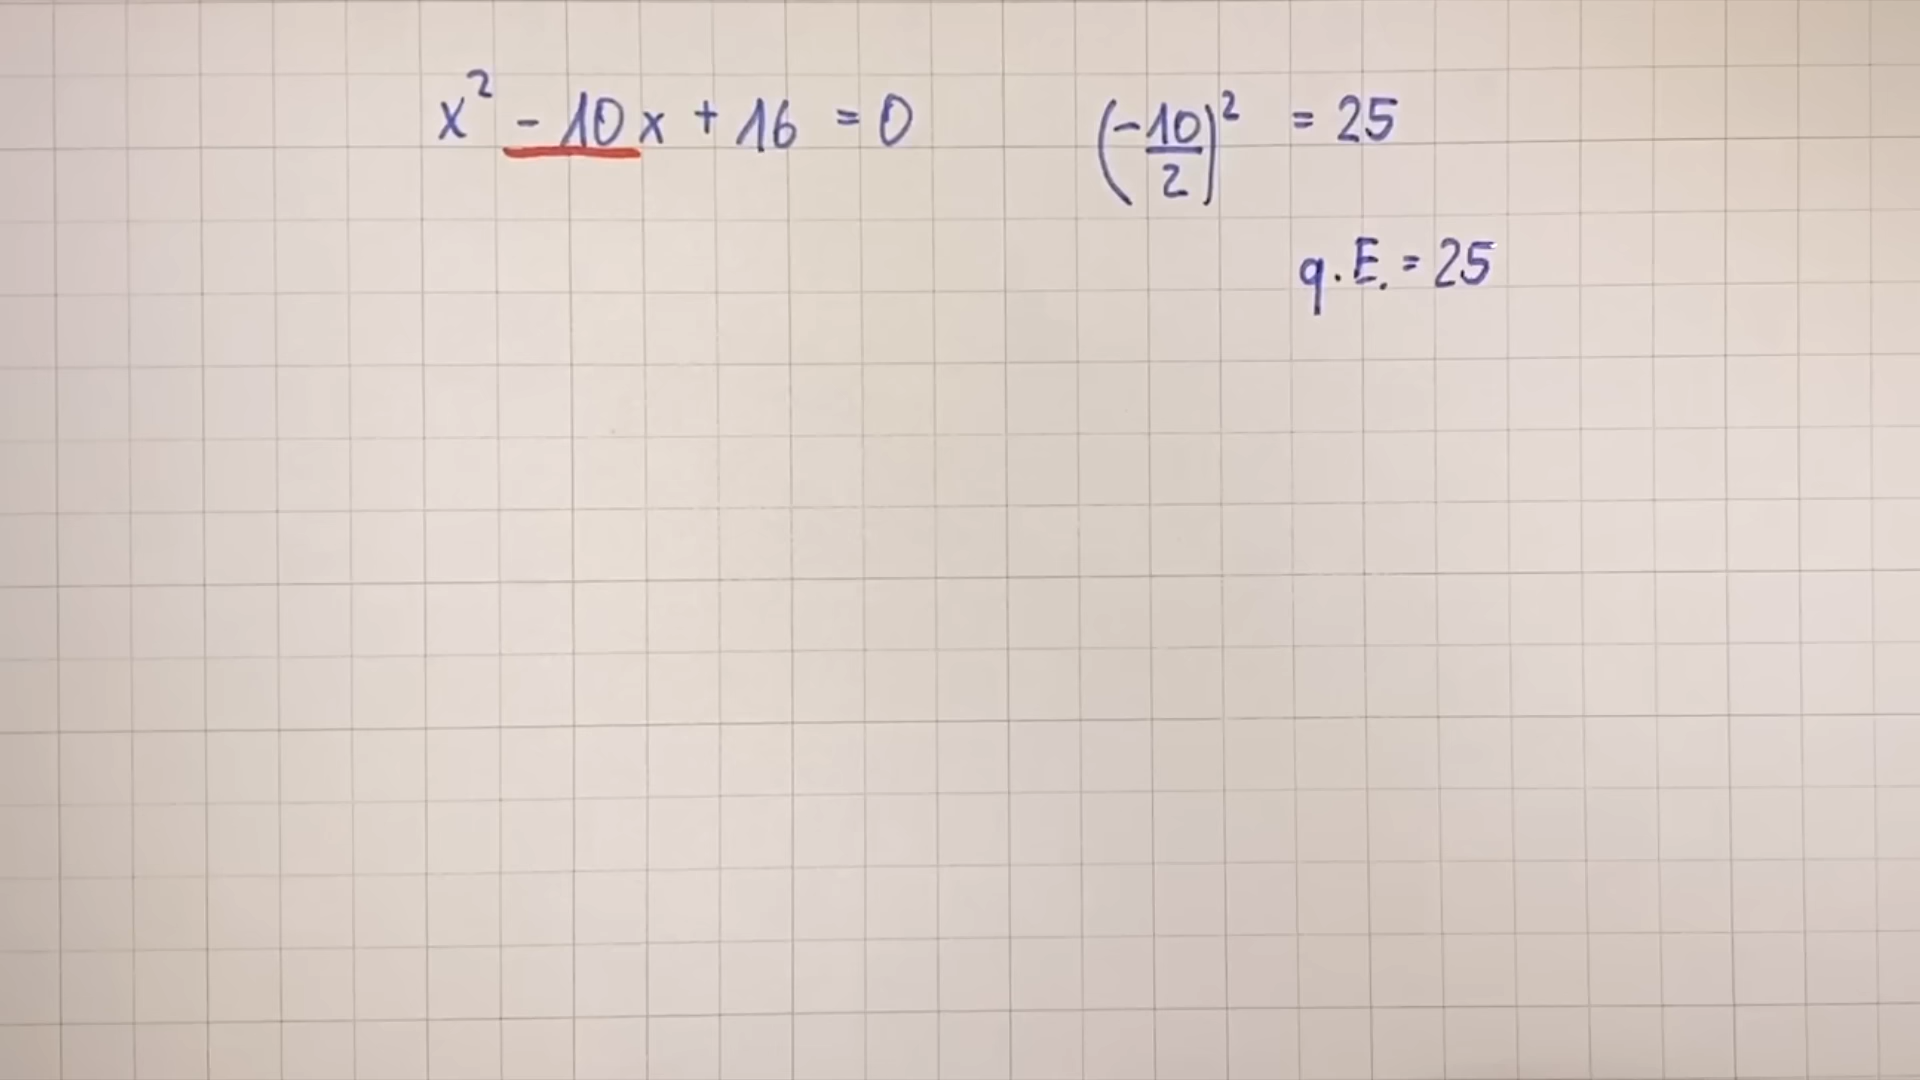 x² - 10x + 16 = 0
(-10/2)² = 25
q.E. = 25